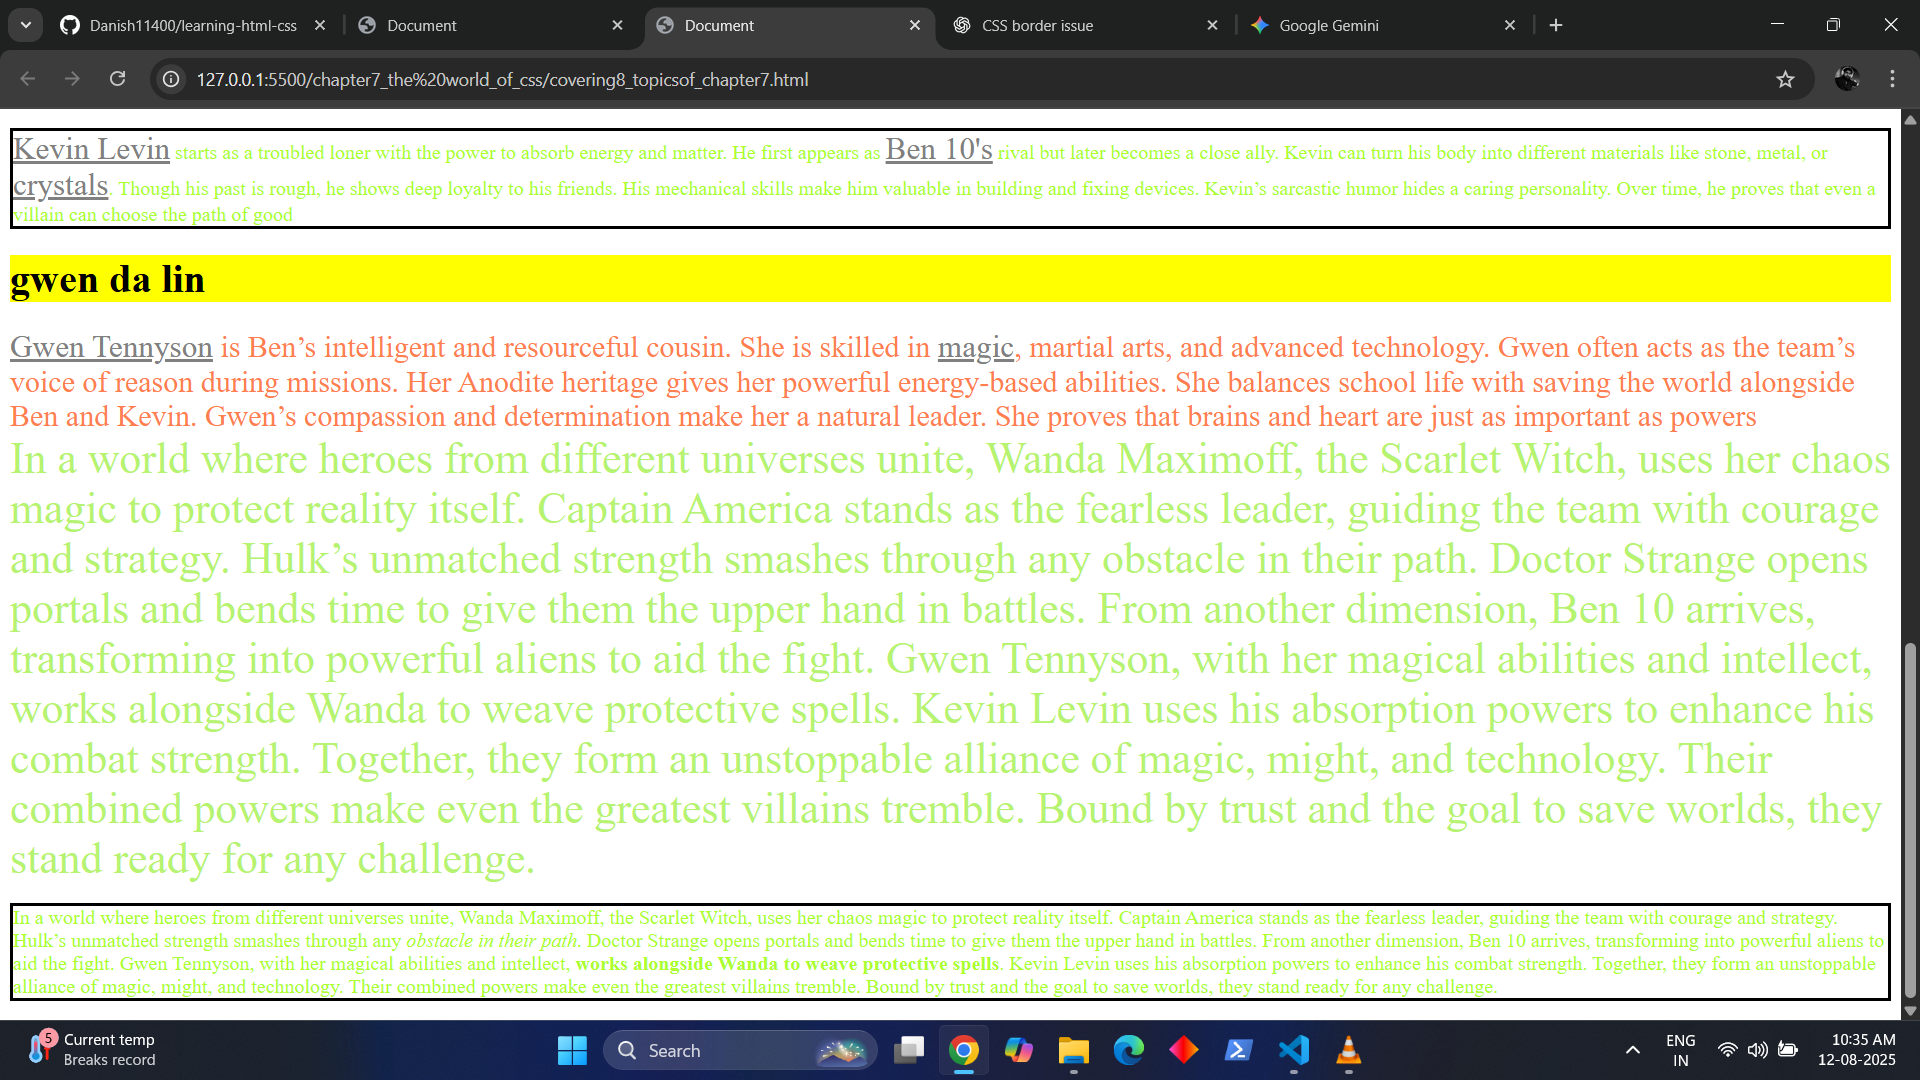 Danish11400/learning-html-css
Document
Document
CSS border issue
Google Gemini
127.0.0.1:5500/chapter7_the%20world_of_css/covering8_topicsof_chapter7.html
Kevin Levin starts as a troubled loner with the power to absorb energy and matter. He first appears as Ben 10's rival but later becomes a close ally. Kevin can turn his body into different materials like stone, metal, or
crystals. Though his past is rough, he shows deep loyalty to his friends. His mechanical skills make him valuable in building and fixing devices. Kevin’s sarcastic humor hides a caring personality. Over time, he proves that even a
villain can choose the path of good
gwen da lin
Gwen Tennyson is Ben’s intelligent and resourceful cousin. She is skilled in magic, martial arts, and advanced technology. Gwen often acts as the team’s
voice of reason during missions. Her Anodite heritage gives her powerful energy-based abilities. She balances school life with saving the world alongside
Ben and Kevin. Gwen’s compassion and determination make her a natural leader. She proves that brains and heart are just as important as powers
In a world where heroes from different universes unite, Wanda Maximoff, the Scarlet Witch, uses her chaos
magic to protect reality itself. Captain America stands as the fearless leader, guiding the team with courage
and strategy. Hulk’s unmatched strength smashes through any obstacle in their path. Doctor Strange opens
portals and bends time to give them the upper hand in battles. From another dimension, Ben 10 arrives,
transforming into powerful aliens to aid the fight. Gwen Tennyson, with her magical abilities and intellect,
works alongside Wanda to weave protective spells. Kevin Levin uses his absorption powers to enhance his
combat strength. Together, they form an unstoppable alliance of magic, might, and technology. Their
combined powers make even the greatest villains tremble. Bound by trust and the goal to save worlds, they
stand ready for any challenge.
In a world where heroes from different universes unite, Wanda Maximoff, the Scarlet Witch, uses her chaos magic to protect reality itself. Captain America stands as the fearless leader, guiding the team with courage and strategy.
Hulk’s unmatched strength smashes through any obstacle in their path. Doctor Strange opens portals and bends time to give them the upper hand in battles. From another dimension, Ben 10 arrives, transforming into powerful aliens to
aid the fight. Gwen Tennyson, with her magical abilities and intellect, works alongside Wanda to weave protective spells. Kevin Levin uses his absorption powers to enhance his combat strength. Together, they form an unstoppable
alliance of magic, might, and technology. Their combined powers make even the greatest villains tremble. Bound by trust and the goal to save worlds, they stand ready for any challenge.
5
Current temp
Breaks record
Search
ENG
IN
10:35 AM
12-08-2025